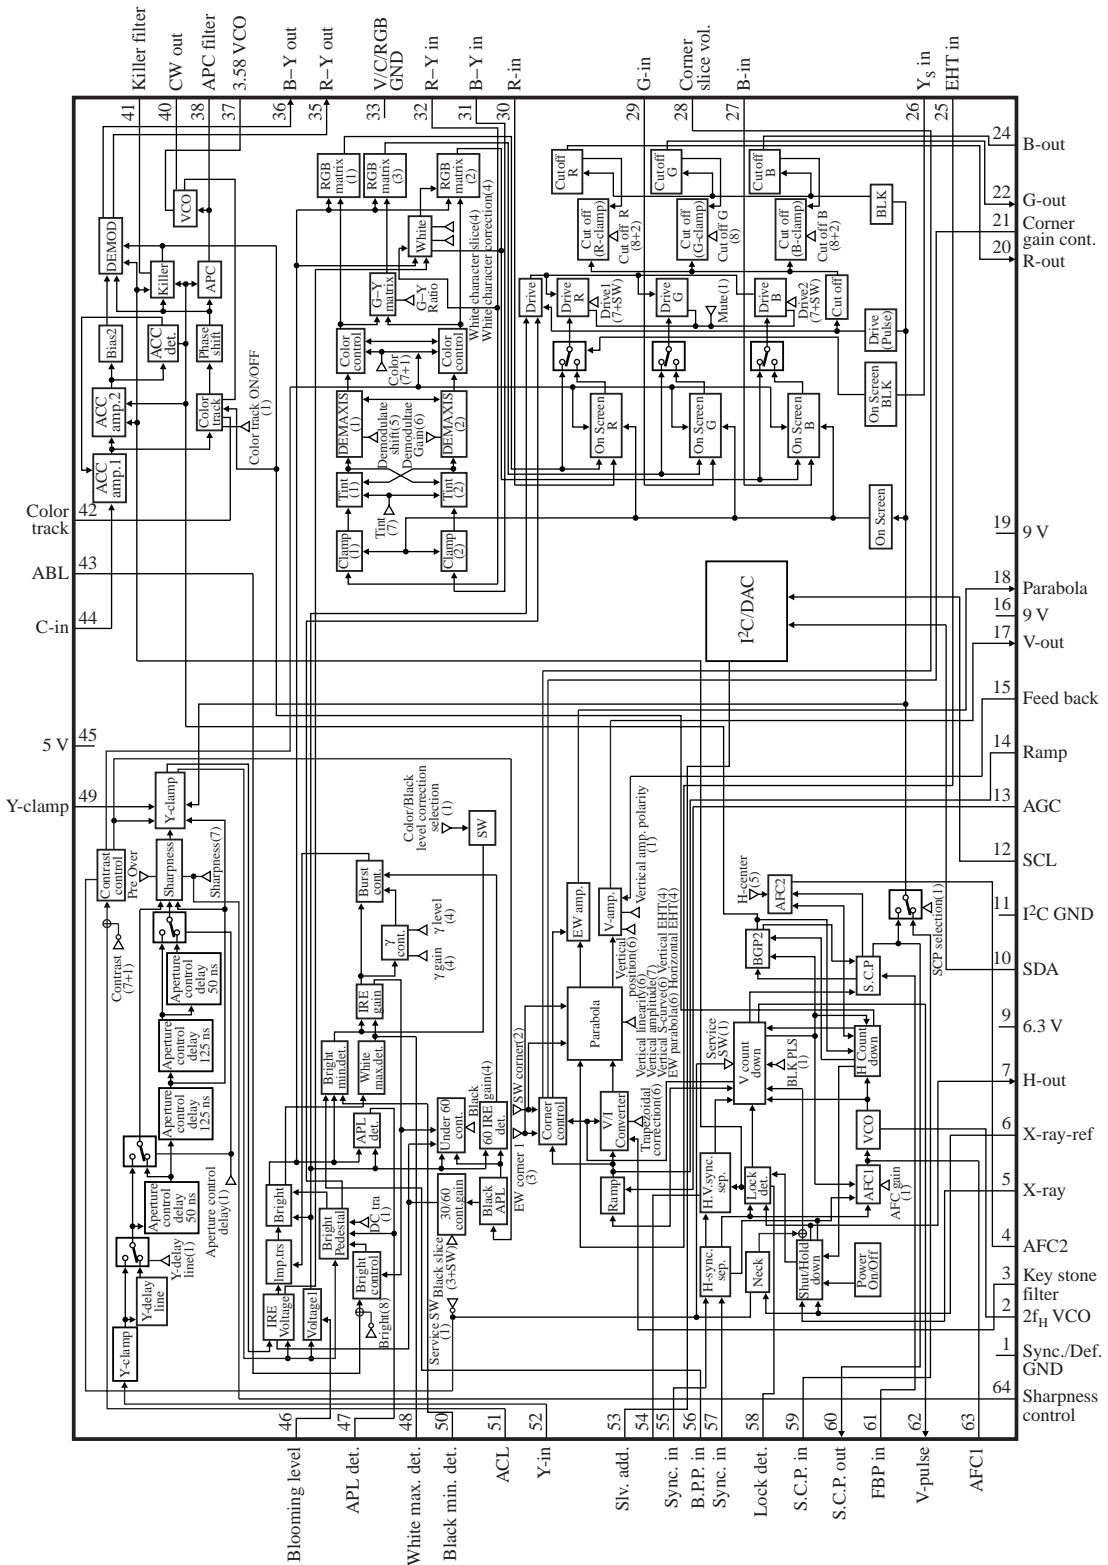 Killer filter
41
CW out
40
APC filter
38
3.58 VCO
37
B–Y out
36
R–Y out
35
V/C/RGB
GND
33
R–Y in
32
B–Y in
31
R-in
30
G-in
29
Corner
slice vol.
28
B-in
27
YS in
26
EHT in
25
24
B-out
22
G-out
21
Corner
gain cont.
20
R-out
19
9 V
18
Parabola
16
9 V
17
V-out
15
Feed back
14
Ramp
13
AGC
12
SCL
11
I2C GND
10
SDA
9
6.3 V
7
H-out
6
X-ray-ref
5
X-ray
4
AFC2
3
Key stone
filter
2
2fH VCO
1
Sync./Def.
GND
64
Sharpness
control
42
Color
track
43
ABL
44
C-in
45
5 V
49
Y-clamp
46
Blooming level
47
APL det.
48
White max. det.
50
Black min. det.
51
ACL
52
Y-in
53
Slv. add.
54
55
Sync. in
56
B.P.P. in
57
Sync. in
58
Lock det.
59
S.C.P. in
60
S.C.P. out
61
FBP in
62
V-pulse
63
AFC1
VCO
DEMOD
Killer
APC
Bias2
ACC
det.
Phase
shift
ACC
amp.2
Color
track
Color track ON/OFF
(1)
ACC
amp.1
RGB
matrix
(1)
RGB
matrix
(3)
RGB
matrix
(2)
White
White character slice(4)
White character correction(4)
G–Y
matrix
G–Y
Ratio
Color
control
Color
(7+1)
Color
control
DEMAXIS
(1)
Demodulate
shift(5)
Demodultae
Gain(6)
DEMAXIS
(2)
Tint
(1)
Tint
(7)
Tint
(2)
Clamp
(1)
Clamp
(2)
Cutoff
R
Cutoff
G
Cutoff
B
Cut off
(R-clamp)
Cut off R
(8+2)
Cut off
(G-clamp)
Cut off G
(8)
Cut off
(B-clamp)
Cut off B
(8+2)
BLK
Drive
Drive
R
Drive1
(7+SW)
Drive
G
Mute(1)
Drive
B
Drive2
(7+SW)
Cut off
Drive
(Pulse)
On Screen
R
On Screen
G
On Screen
B
On Screen
BLK
On Screen
I2C/DAC
Contrast
control
Contrast
(7+1)
Pre Over
Y-clamp
Sharpness
Sharpness(7)
Aperture
control
delay
50 ns
Aperture
control
delay
125 ns
Aperture
control
delay
125 ns
Aperture
control
delay
50 ns
Aperture control
delay(1)
Y-delay
line(1)
Y-delay
line
Y-clamp
Color/Black
level correction
selection
(1)
SW
Burst
cont.
γ
cont.
γ level
(4)
γ gain
(4)
IRE
gain
Bright
min.det.
White
max.det.
APL
det.
Under 60
cont.
Black
60 IRE
det.
gain(4)
Bright
Bright
Pedestal
DC tra
(1)
30/60
cont.gain
Black
APL
Imp.trs
IRE
Voltage
Voltage1
Bright
control
Bright(8)
Service SW
(1)
Black slice
(3+SW)
EW corner 1
(3)
SW corner(2)
Corner
control
EW amp.
V-amp.
Vertical amp. polarity
(1)
Vertical
position(6)
Parabola
Vertical linearity(6)
Vertical amplitude(7)
Vertical S-curve(6) Vertical EHT(4)
EW parabola(6) Horizontal EHT(4)
V/I
Converter
Trapezoidal
correction(6)
Ramp
H-center
(5)
AFC2
BGP2
S.C.P
SCP selection(1)
Service
SW(1)
V count
down
BLK PLS
(1)
H Count
down
VCO
H.V.sync.
sep.
Lock
det.
AFC1
AFC gain
(1)
H-sync.
sep.
Neck
Shut/Hold
down
Power
On/Off